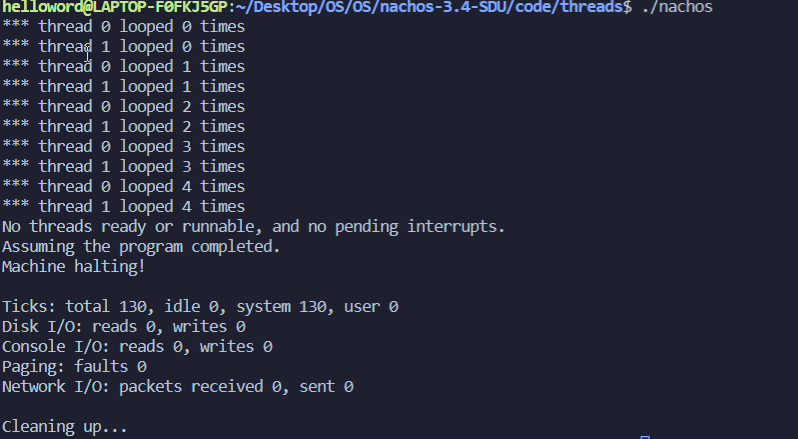 helloword@LAPTOP-F0FKJ5GP:~/Desktop/OS/OS/nachos-3.4-SDU/code/threads$ ./nachos
*** thread 0 looped 0 times
*** thread 1 looped 0 times
*** thread 0 looped 1 times
*** thread 1 looped 1 times
*** thread 0 looped 2 times
*** thread 1 looped 2 times
*** thread 0 looped 3 times
*** thread 1 looped 3 times
*** thread 0 looped 4 times
*** thread 1 looped 4 times
No threads ready or runnable, and no pending interrupts.
Assuming the program completed.
Machine halting!

Ticks: total 130, idle 0, system 130, user 0
Disk I/O: reads 0, writes 0
Console I/O: reads 0, writes 0
Paging: faults 0
Network I/O: packets received 0, sent 0

Cleaning up...